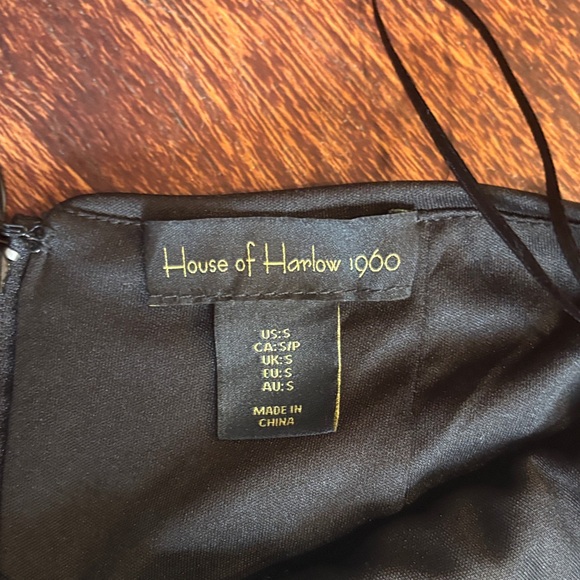 House of Harlow 1960
US:S
CA:S/P
UK:S
EU:S
AU:S
MADE IN
CHINA